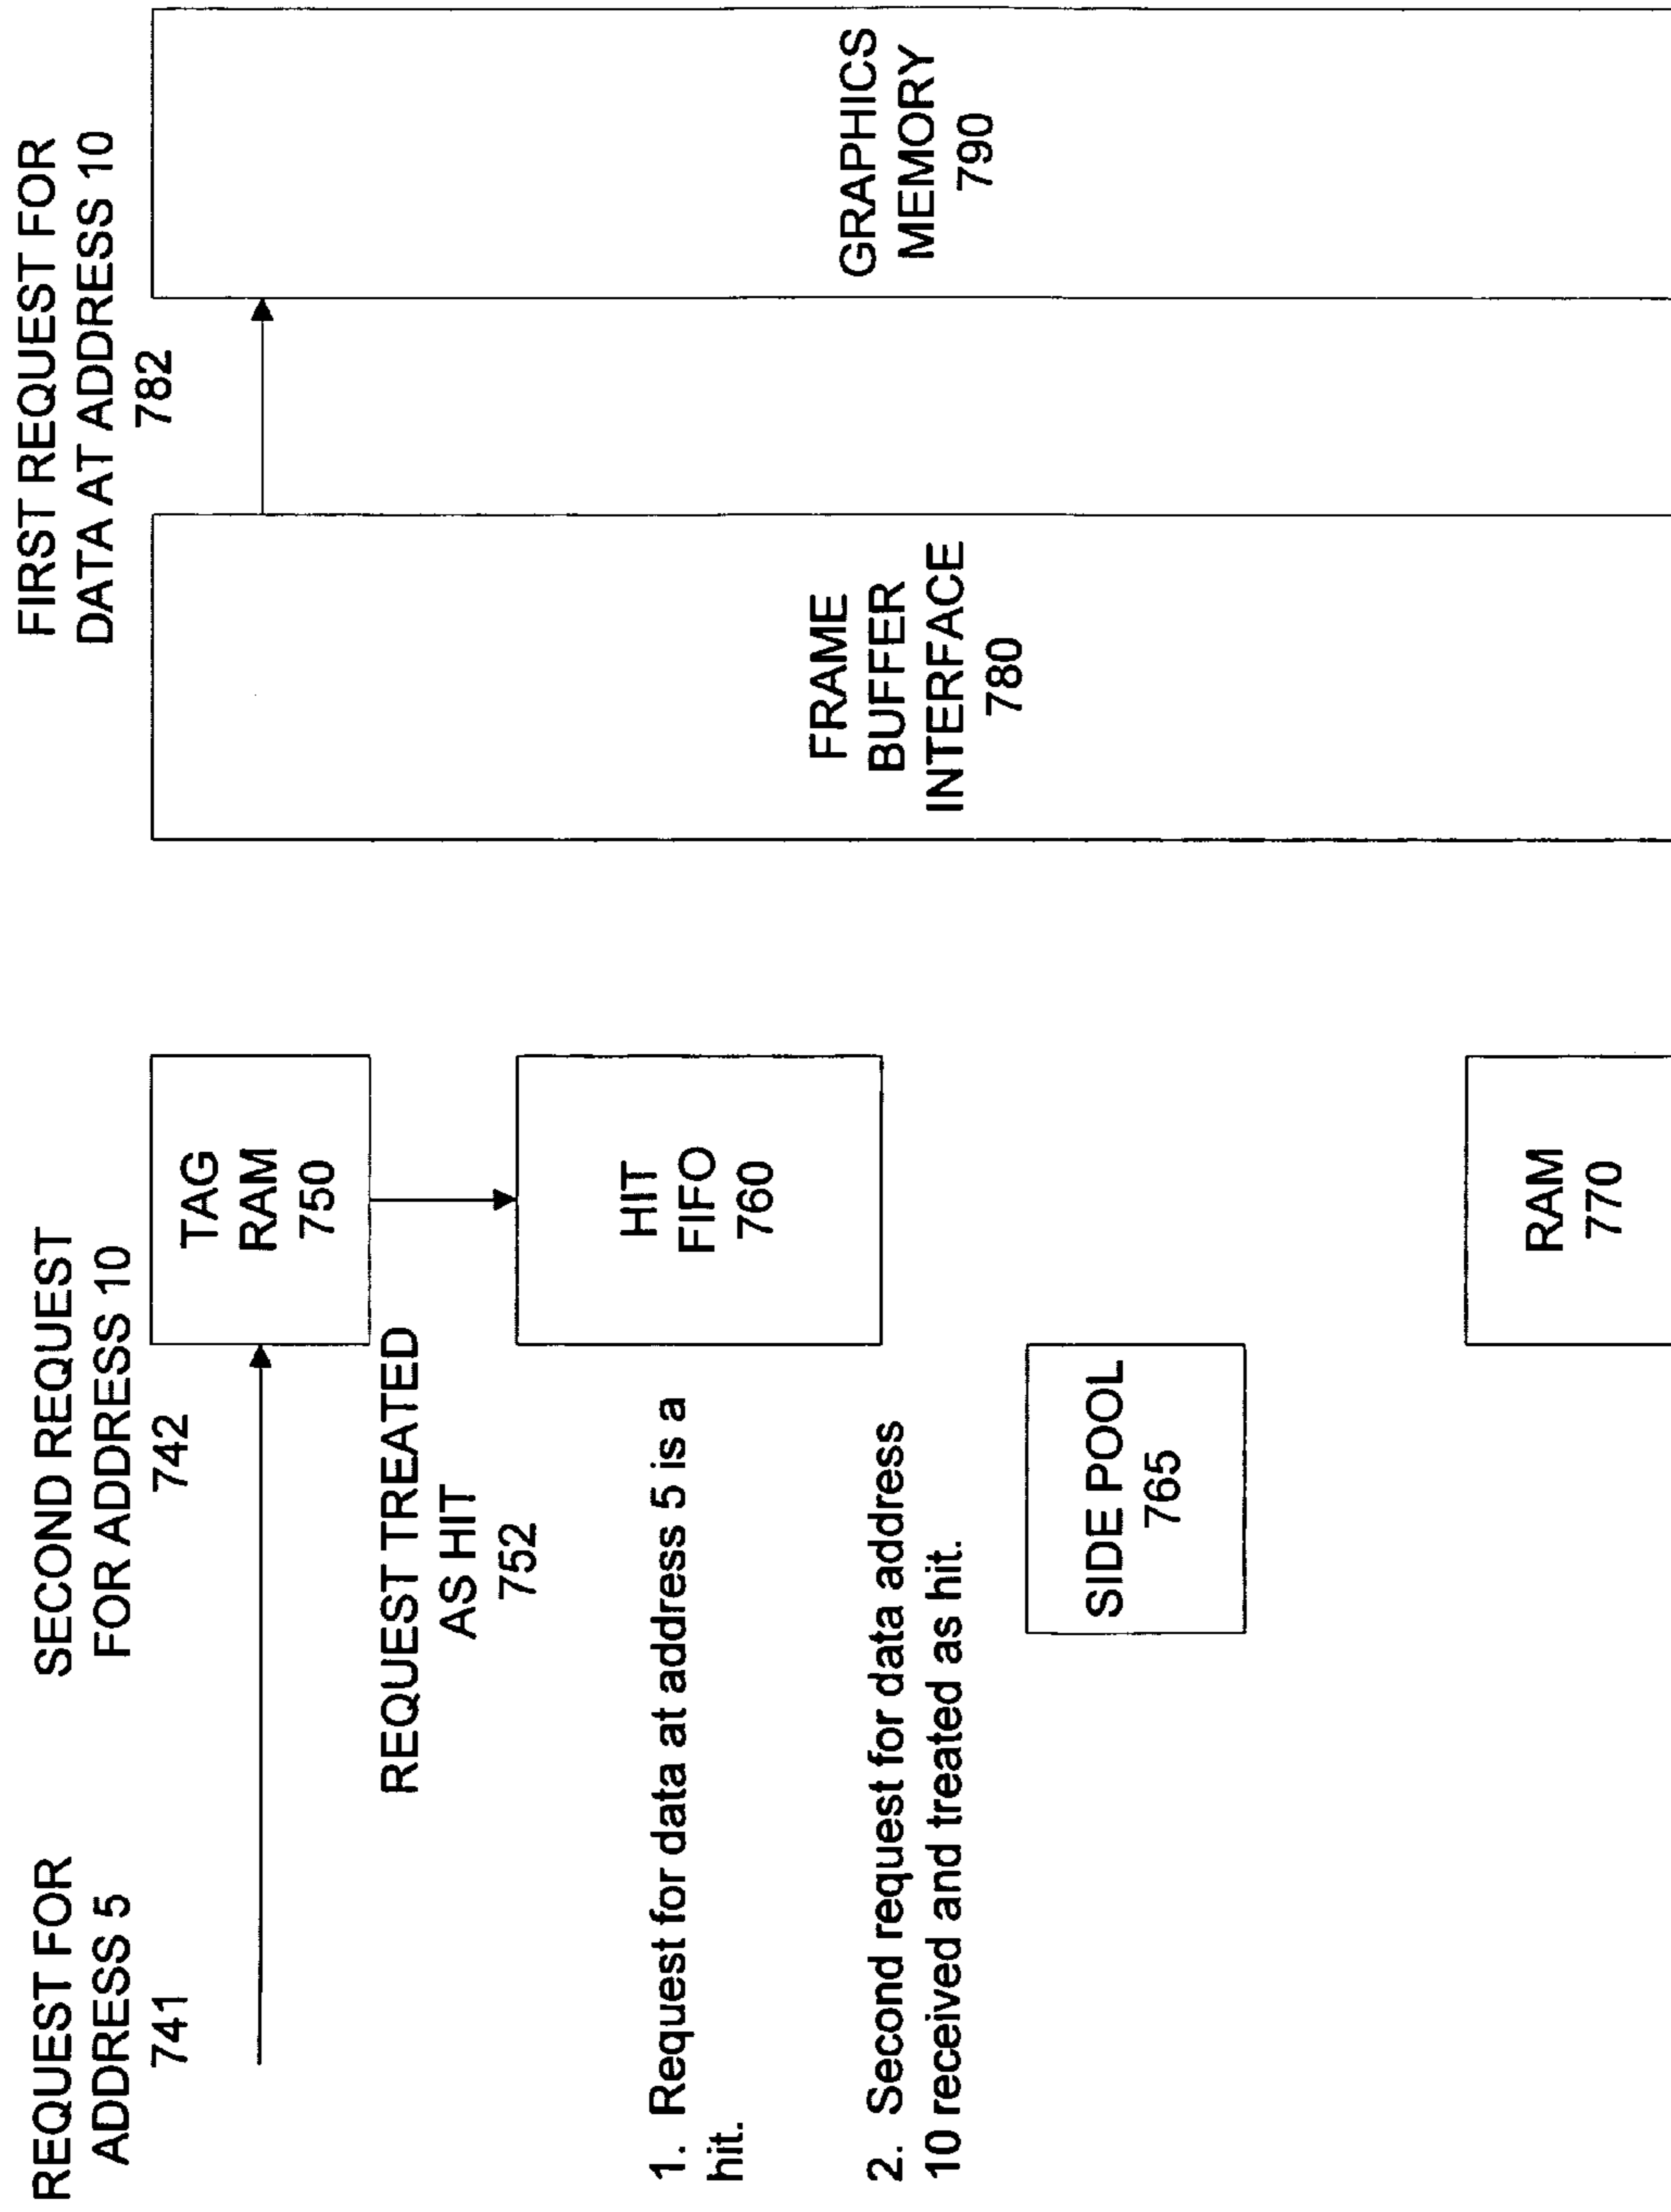 REQUEST FOR
ADDRESS 5
741
SECOND REQUEST
FOR ADDRESS 10
742
FIRST REQUEST FOR
DATA AT ADDRESS 10
782
TAG
RAM
750
REQUEST TREATED
AS HIT
752
HIT
FIFO
760
1. Request for data at address 5 is a
hit.
2. Second request for data address
10 received and treated as hit.
SIDE POOL
765
RAM
770
FRAME
BUFFER
INTERFACE
780
GRAPHICS
MEMORY
790